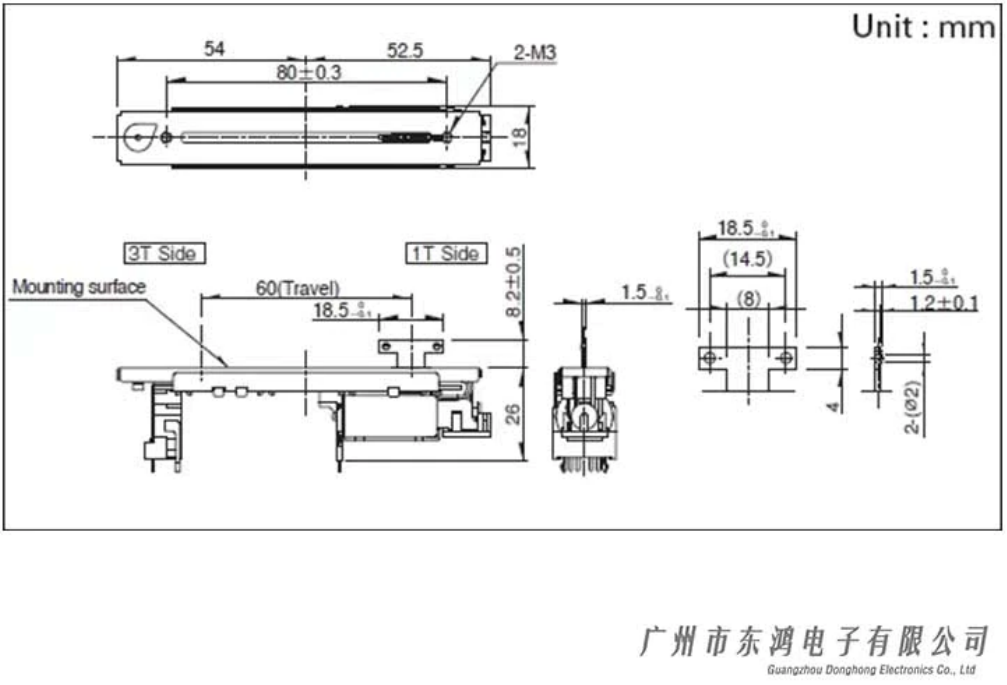 Unit : mm
54
52.5
2-M3
80±0.3
18
3T Side
1T Side
Mounting surface
60(Travel)
18.5 0 -0.1
8.2±0.5
26
1.5 0 -0.1
18.5 0 -0.1
(14.5)
(8)
4
1.5 0 -0.1
1.2±0.1
2-(ø2)
广州市东鸿电子有限公司
Guangzhou Donghong Electronics Co., Ltd